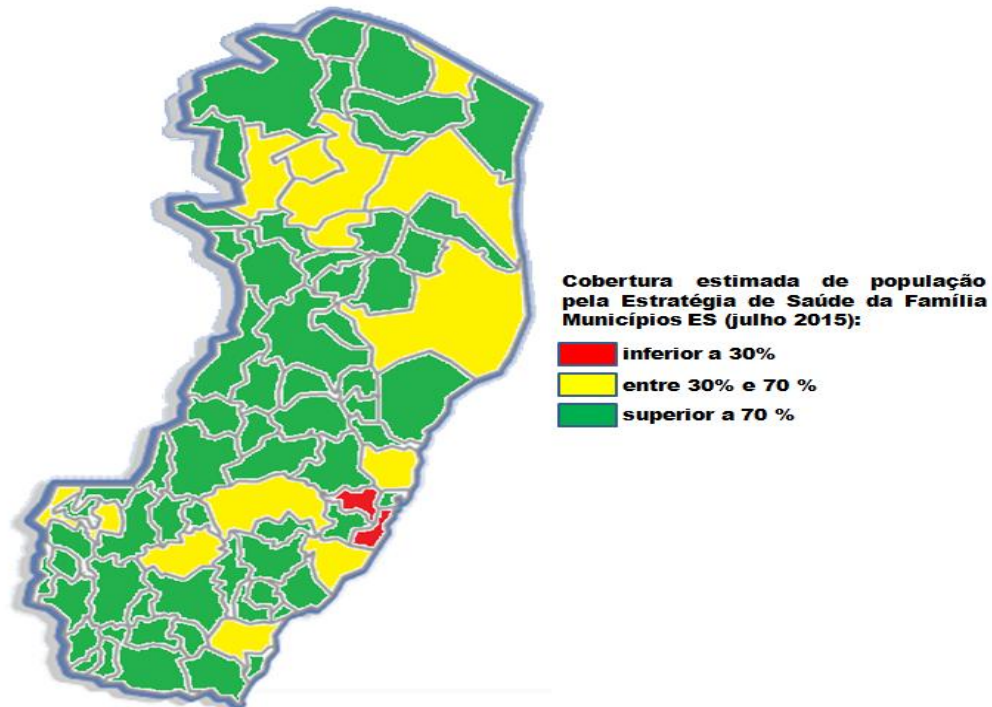 Cobertura estimada de população
pela Estratégia de Saúde da Família
Municípios ES (julho 2015):
inferior a 30%
entre 30% e 70 %
superior a 70 %